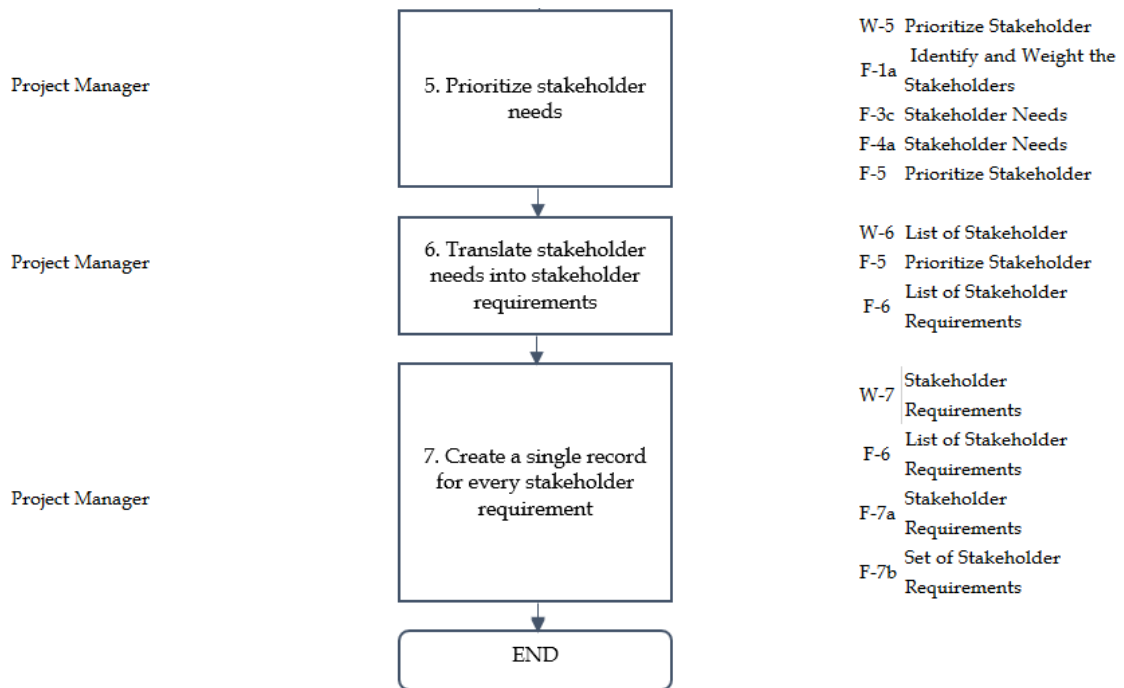 Project Manager
5. Prioritize stakeholder
needs
W-5 Prioritize Stakeholder
F-1a Identify and Weight the
Stakeholders
F-3c Stakeholder Needs
F-4a Stakeholder Needs
F-5 Prioritize Stakeholder
Project Manager
6. Translate stakeholder
needs into stakeholder
requirements
W-6 List of Stakeholder
F-5 Prioritize Stakeholder
F-6 List of Stakeholder
Requirements
Project Manager
7. Create a single record
for every stakeholder
requirement
W-7 Stakeholder
Requirements
F-6 List of Stakeholder
Requirements
F-7a Stakeholder
Requirements
F-7b Set of Stakeholder
Requirements
END